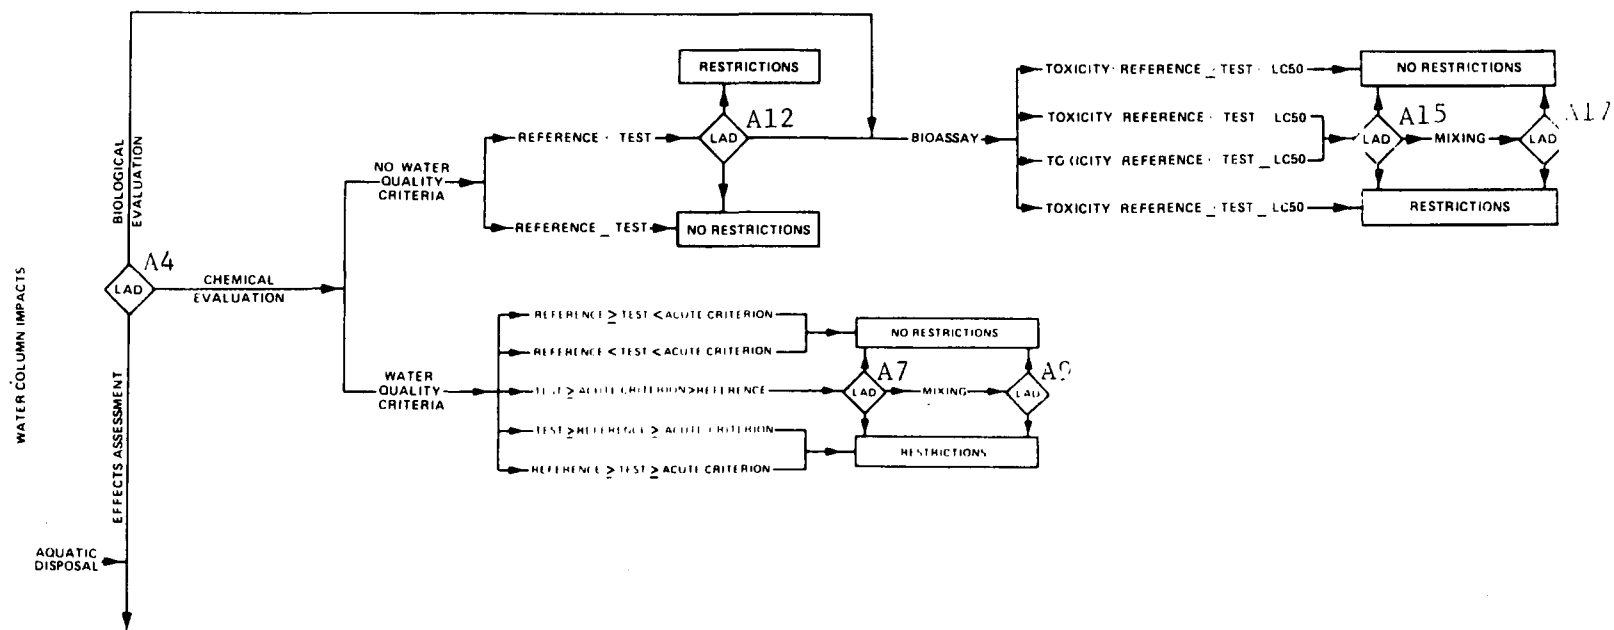 WATER COLUMN IMPACTS
BIOLOGICAL
EVALUATION
EFFECTS ASSESSMENT
AQUATIC
DISPOSAL
LAD
A4
CHEMICAL
EVALUATION
NO WATER
QUALITY
CRITERIA
REFERENCE TEST
REFERENCE _ TEST
RESTRICTIONS
LAD
A12
NO RESTRICTIONS
BIOASSAY
TOXICITY REFERENCE _ TEST LC50
TOXICITY REFERENCE TEST LC50
REFERENCE TEST _ LC50
TOXICITY REFERENCE _ TEST _ LC50
NO RESTRICTIONS
LAD
A15
MIXING
LAD
A17
RESTRICTIONS
WATER
QUALITY
CRITERIA
REFERENCE ≥ TEST < ACUTE CRITERION
REFERENCE < TEST < ACUTE CRITERION
TEST ≥ ACUTE CRITERION > REFERENCE
TEST ≥ REFERENCE ≥ ACUTE CRITERION
REFERENCE ≥ TEST ≥ ACUTE CRITERION
NO RESTRICTIONS
LAD
A7
MIXING
LAD
A9
RESTRICTIONS